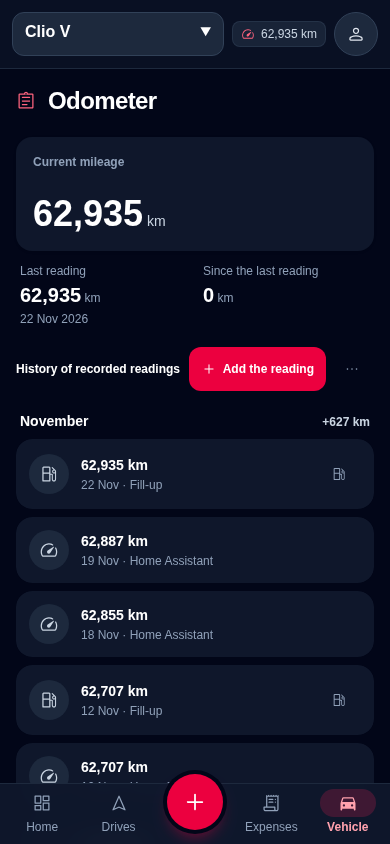 Clio V
62,935 km
Odometer
Current mileage
62,935 km
Last reading
Since the last reading
62,935 km
0 km
22 Nov 2026
History of recorded readings
Add the reading
November
+627 km
62,935 km
22 Nov · Fill-up
62,887 km
19 Nov · Home Assistant
62,855 km
18 Nov · Home Assistant
62,707 km
12 Nov · Fill-up
62,707 km
Home
Drives
Expenses
Vehicle